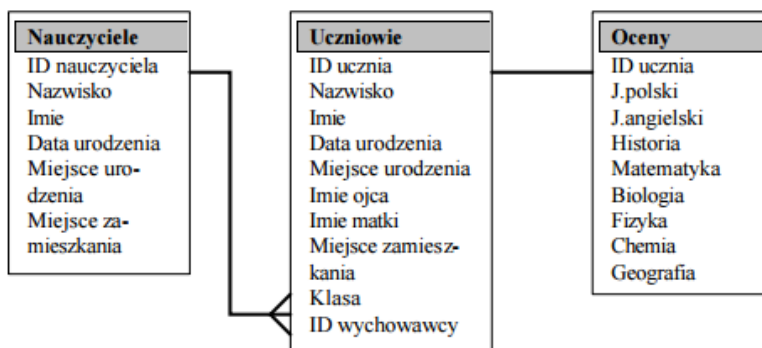 Nauczyciele
ID nauczyciela
Nazwisko
Imie
Data urodzenia
Miejsce uro-
dzenia
Miejsce za-
mieszkania
Uczniowie
ID ucznia
Nazwisko
Imie
Data urodzenia
Miejsce urodzenia
Imie ojca
Imie matki
Miejsce zamiesz-
kania
Klasa
ID wychowawcy
Oceny
ID ucznia
J.polski
J.angielski
Historia
Matematyka
Biologia
Fizyka
Chemia
Geografia